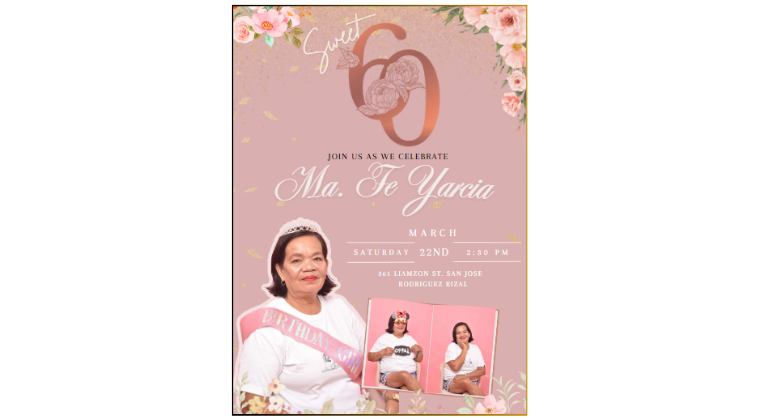 Sweet
60
JOIN US AS WE CELEBRATE
Ma. Fe Yarcia
MARCH
SATURDAY 22ND 2:30 PM
361 LIAMZON ST. SAN JOSE
RODRIGUEZ RIZAL
BIRTHDAY